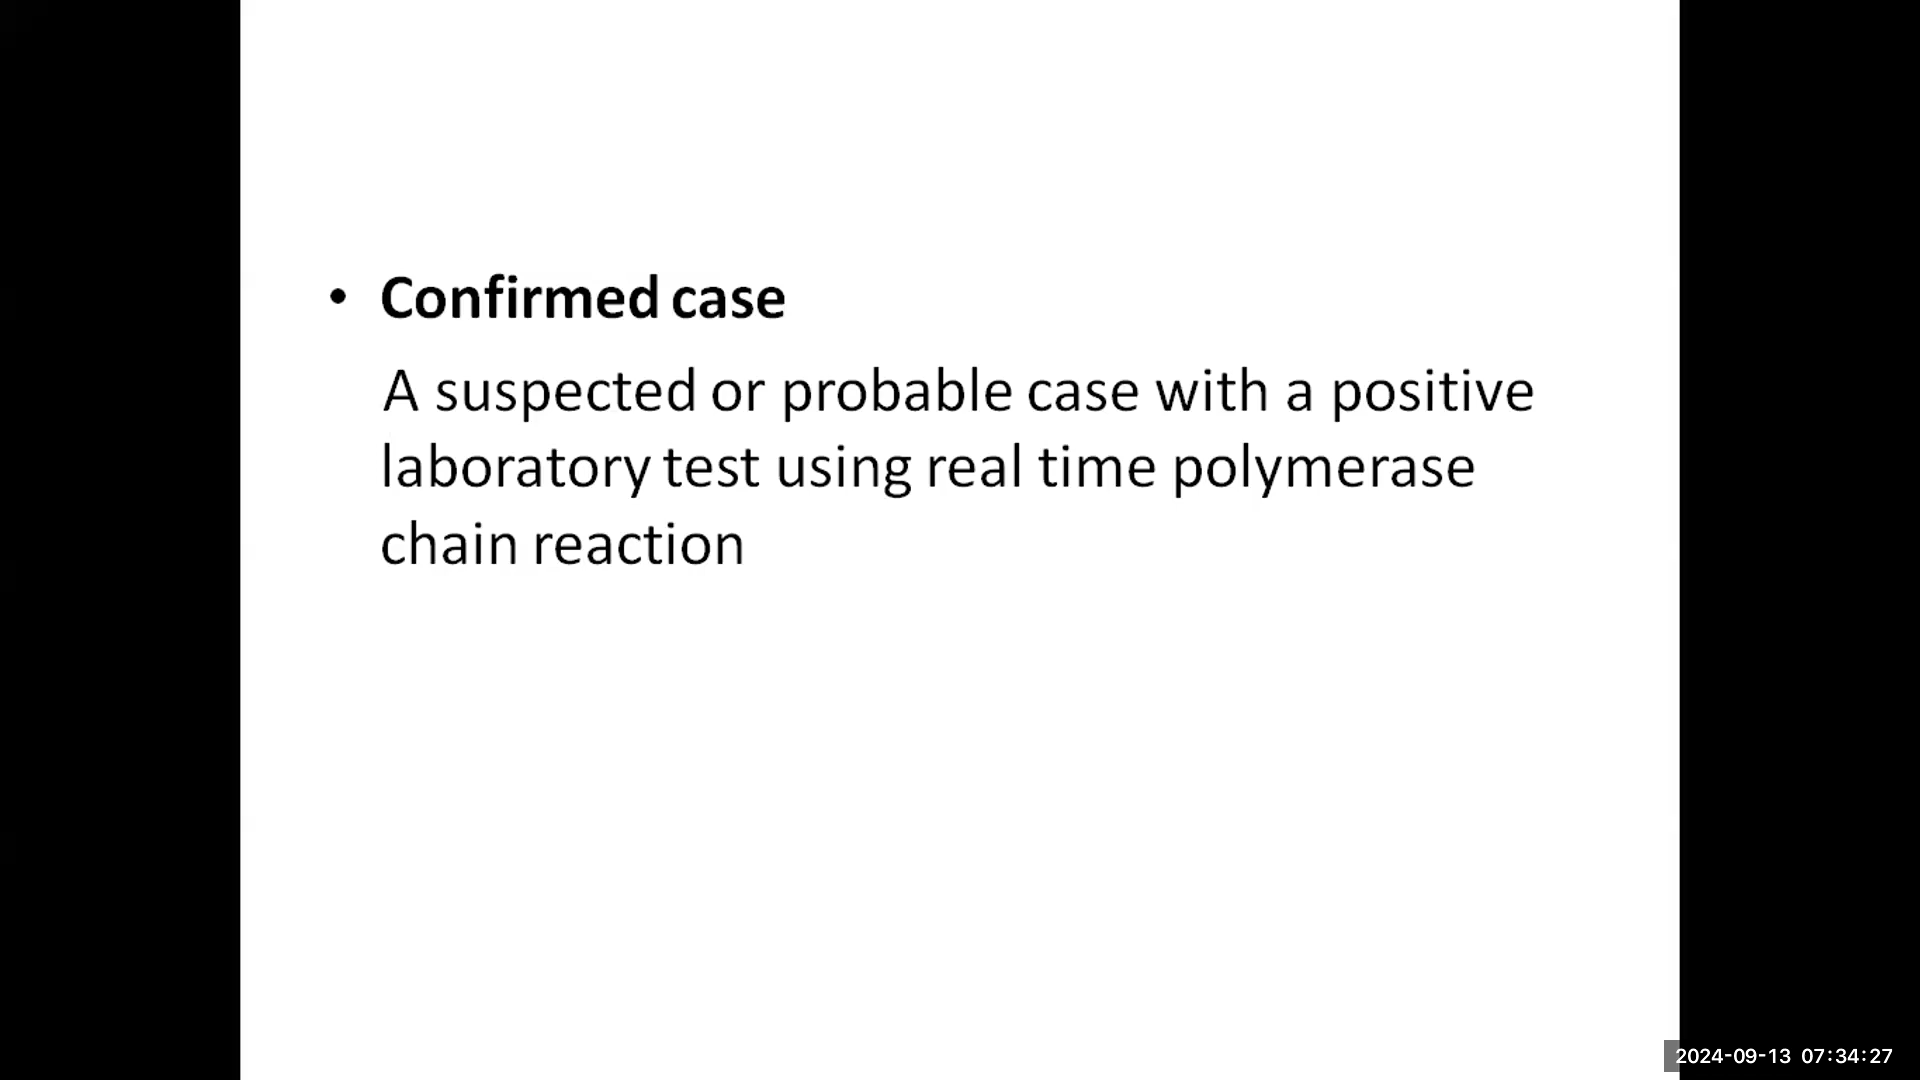 • Confirmed case
A suspected or probable case with a positive
laboratory test using real time polymerase
chain reaction
2024-09-13 07:34:27